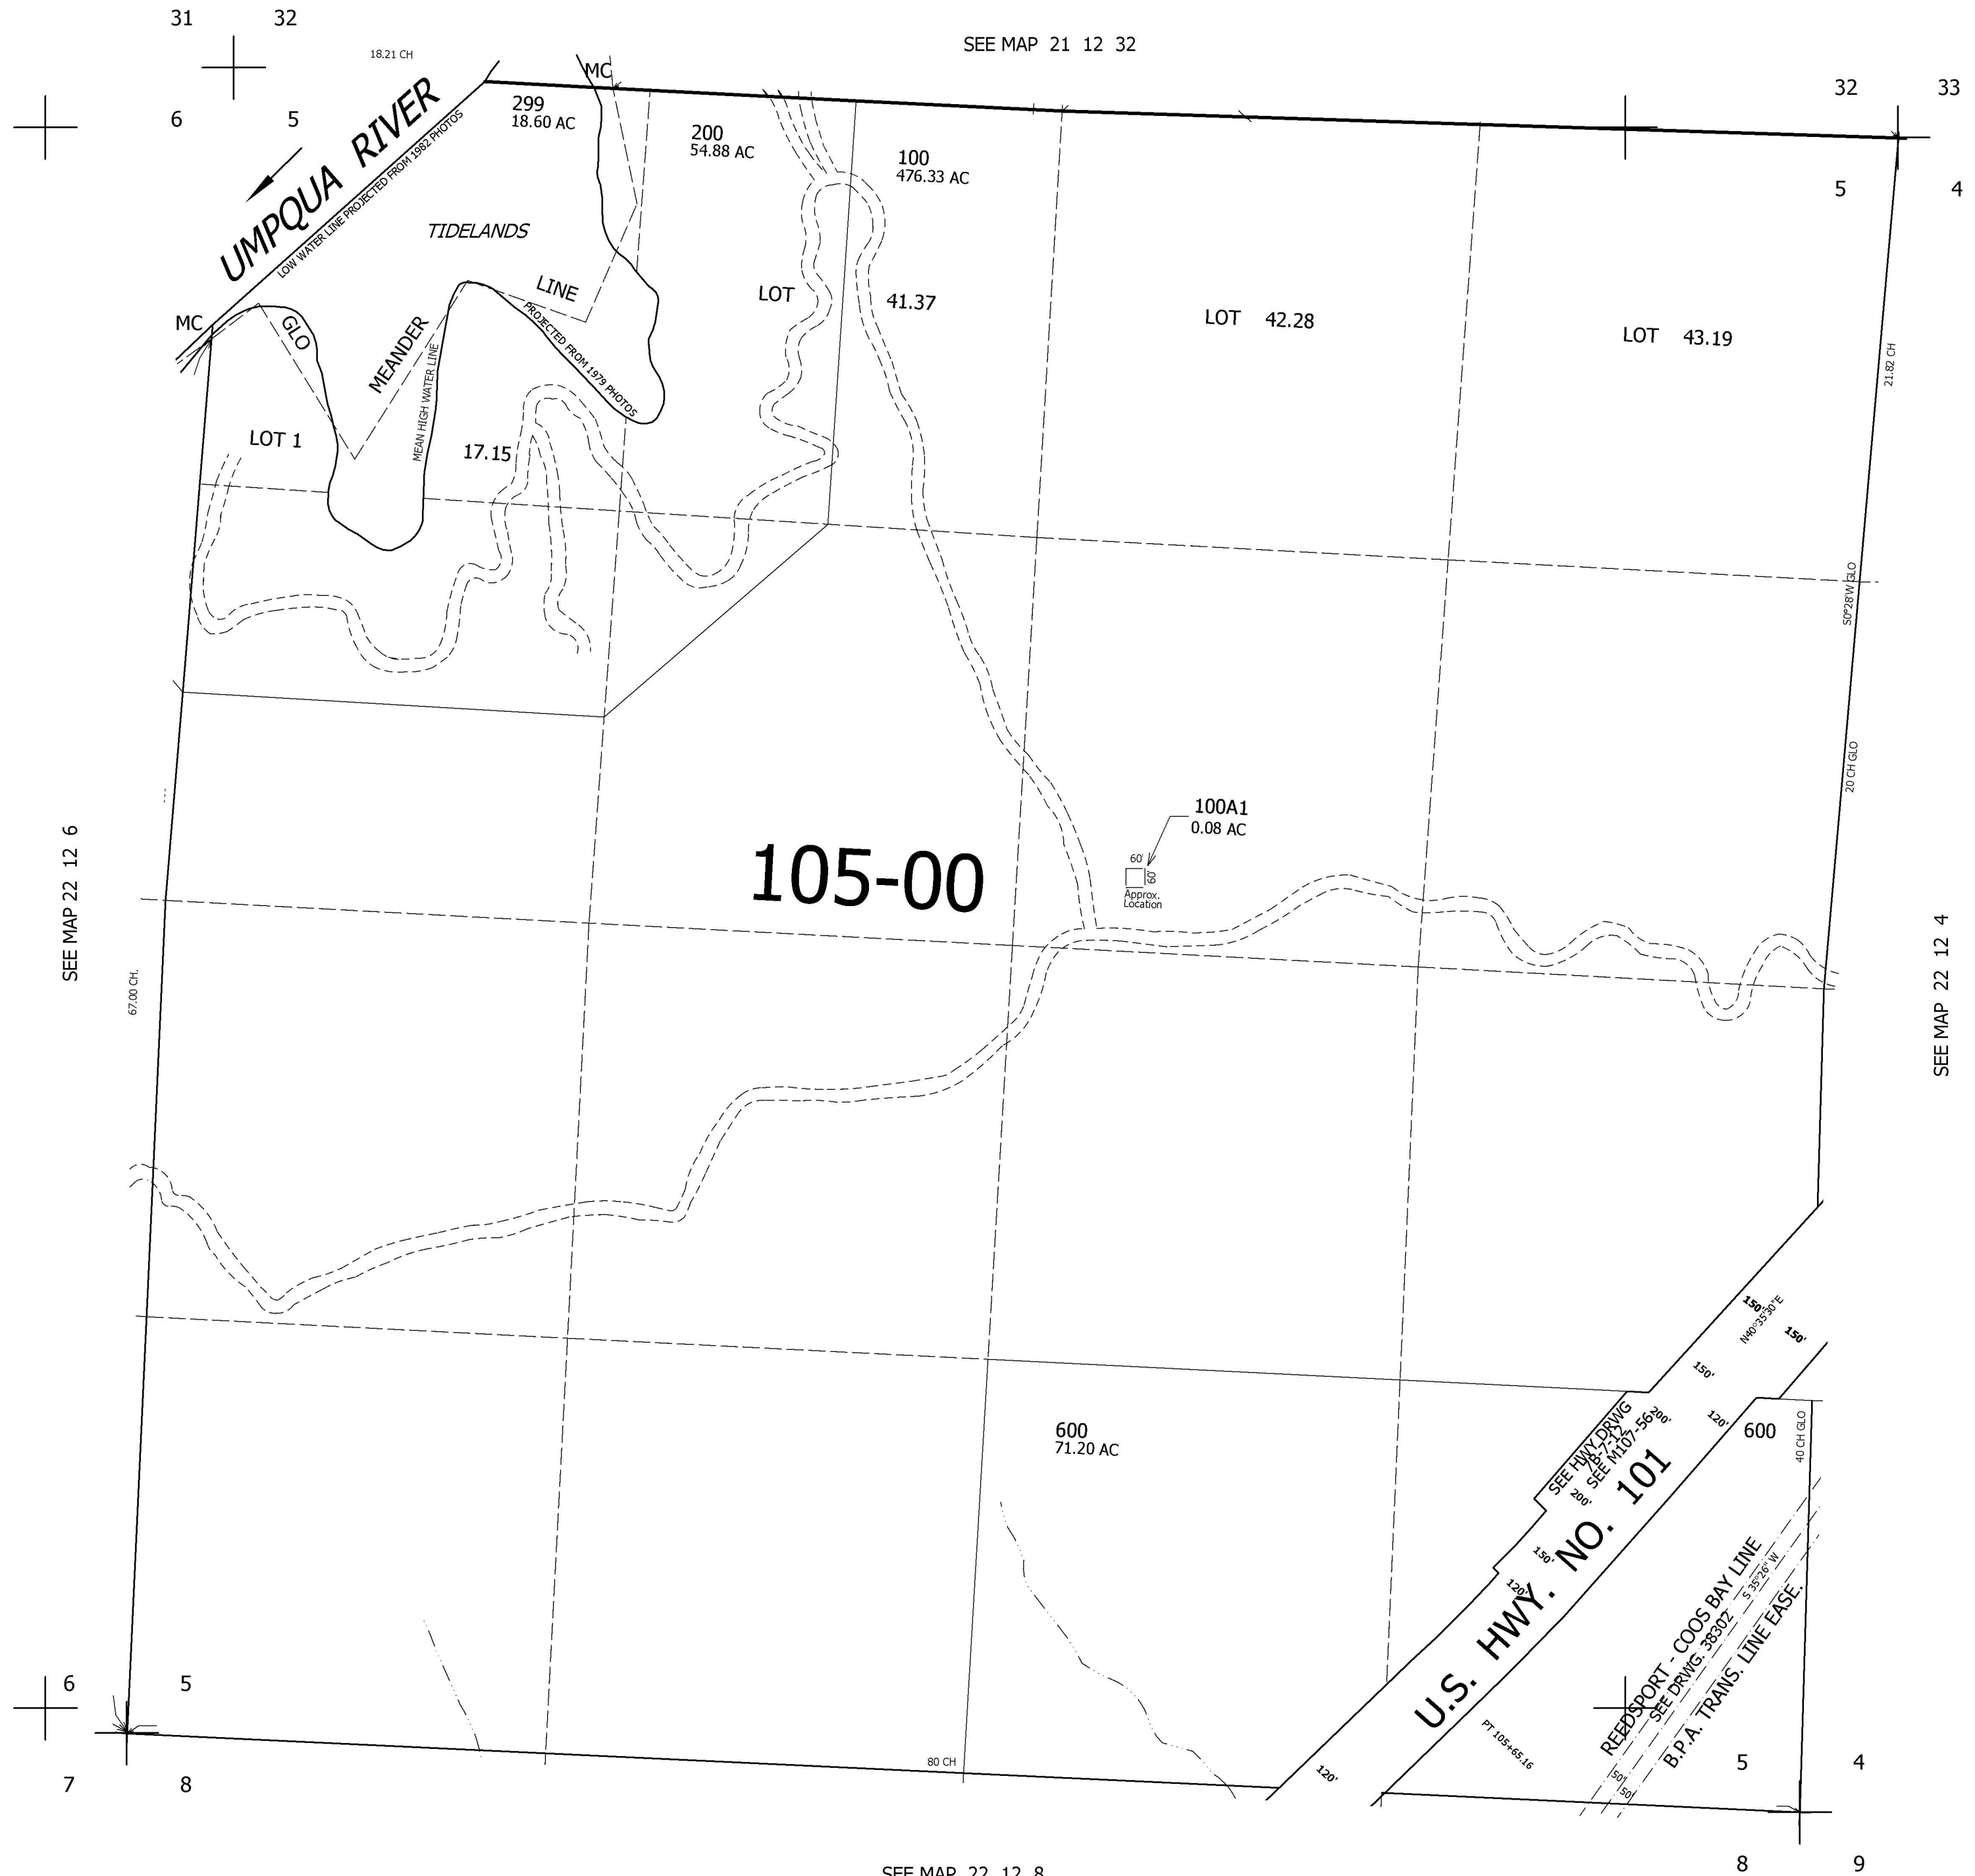 31 32
18.21 CH
SEE MAP 21 12 32
MC
32 33
6 5
299
18.60 AC
200
54.88 AC
100
476.33 AC
5 4
UMPQUA RIVER
LOW WATER LINE PROJECTED FROM 1982 PHOTOS
TIDELANDS
LINE
LOT 41.37
LOT 42.28
LOT 43.19
MC
GLO
MEANDER
PROJECTED FROM 1979 PHOTOS
MEAN HIGH WATER LINE
21.82 CH
LOT 1
17.15
S0°28'W GLO
20 CH GLO
100A1
0.08 AC
60'
60'
Approx.
Location
105-00
SEE MAP 22 12 6
67.00 CH.
SEE MAP 22 12 4
150'
N40°35'30"E
150'
150'
SEE HWY DRWG
7B-7-12
SEE M107-56
200'
120'
600
40 CH GLO
600
71.20 AC
200'
150'
120'
U.S. HWY. NO. 101
REEDSPORT - COOS BAY LINE
SEE DRWG. 38302
S 35°26" W
B.P.A. TRANS. LINE EASE.
PT 105+65.16
50'
50'
6 5
80 CH
120'
5 4
7 8
8 9
SEE MAP 22 12 8